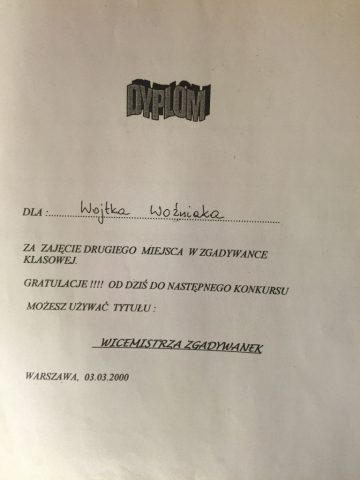 DYPLOM
DLA :.......Wojtka Woźniaka.......
ZA ZAJĘCIE DRUGIEGO MIEJSCA W ZGADYWANCE
KLASOWEJ.
GRATULACJE !!!! OD DZIŚ DO NASTĘPNEGO KONKURSU
MOŻESZ UŻYWAĆ TYTUŁU :
WICEMISTRZA ZGADYWANEK
WARSZAWA, 03.03.2000